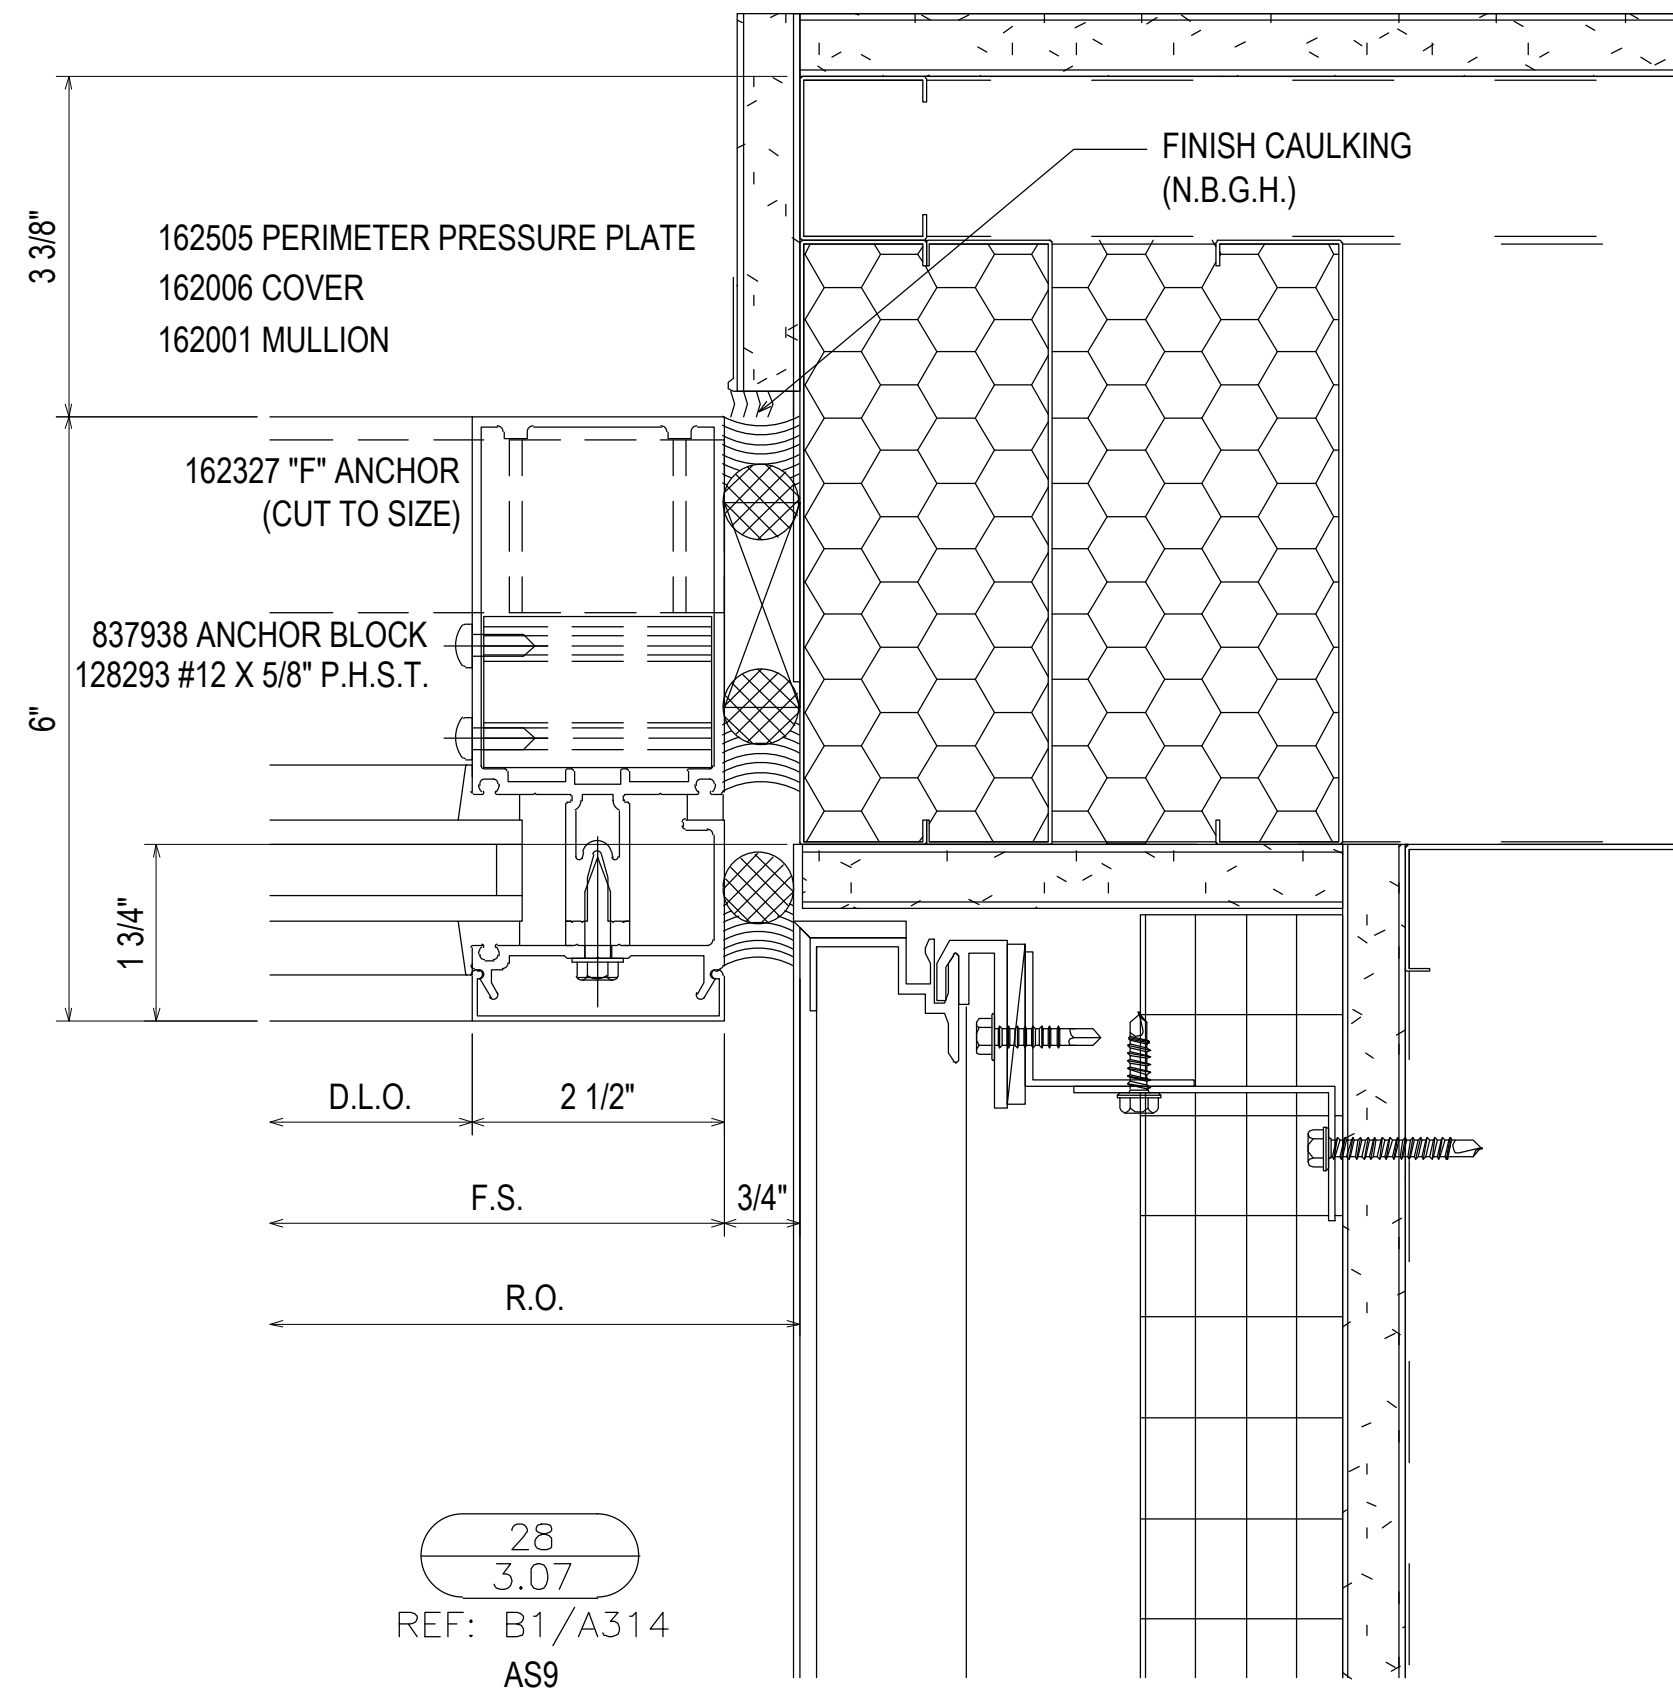 FINISH CAULKING
(N.B.G.H.)
3 3/8"
162505 PERIMETER PRESSURE PLATE
162006 COVER
162001 MULLION
162327 "F" ANCHOR
(CUT TO SIZE)
837938 ANCHOR BLOCK
128293 #12 X 5/8" P.H.S.T.
6"
1 3/4"
D.L.O.
2 1/2"
F.S.
3/4"
R.O.
28
3.07
REF: B1/A314
AS9